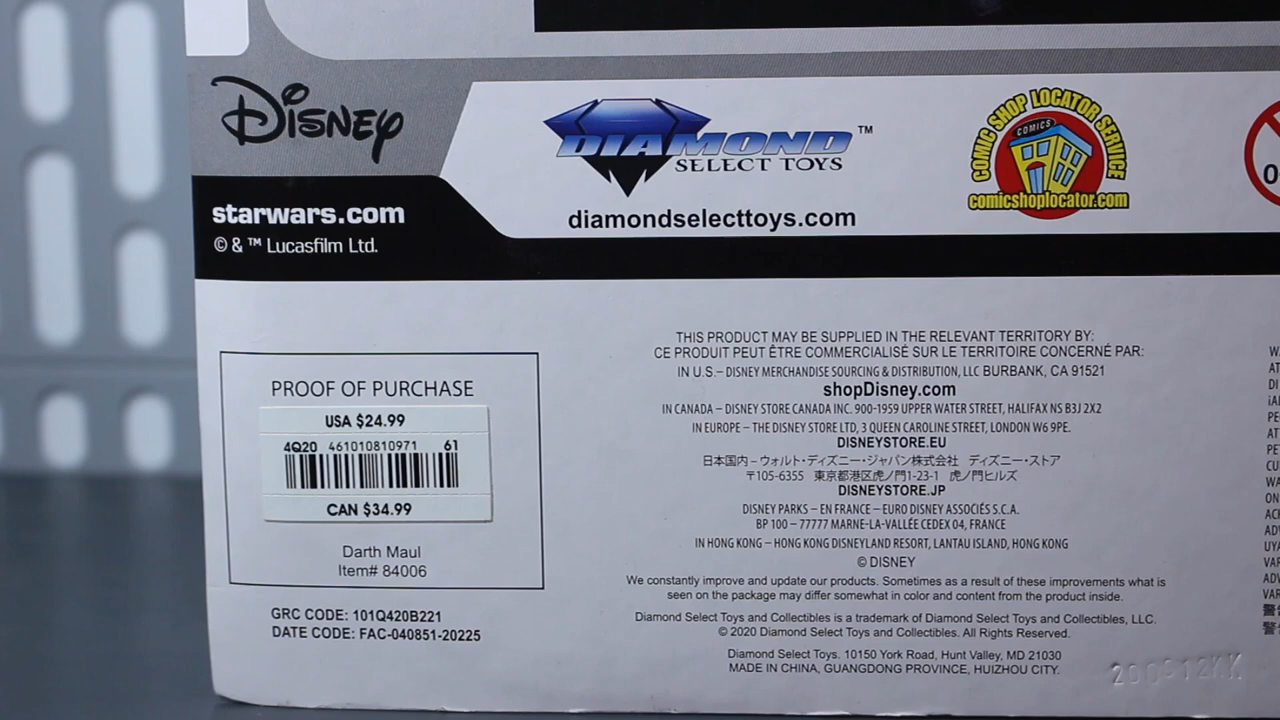 Disney
starwars.com
© & ™ Lucasfilm Ltd.
DIAMOND™
SELECT TOYS
diamondselecttoys.com
COMIC SHOP LOCATOR SERVICE
COMICS
comicshoplocator.com
PROOF OF PURCHASE
USA $24.99
4Q20 461010810971 61
CAN $34.99
Darth Maul
Item# 84006
GRC CODE: 101Q420B221
DATE CODE: FAC-040851-20225
THIS PRODUCT MAY BE SUPPLIED IN THE RELEVANT TERRITORY BY:
CE PRODUIT PEUT ÊTRE COMMERCIALISÉ SUR LE TERRITOIRE CONCERNÉ PAR:
IN U.S.– DISNEY MERCHANDISE SOURCING & DISTRIBUTION, LLC BURBANK, CA 91521
shopDisney.com
IN CANADA – DISNEY STORE CANADA INC. 900-1959 UPPER WATER STREET, HALIFAX NS B3J 2X2
IN EUROPE – THE DISNEY STORE LTD, 3 QUEEN CAROLINE STREET, LONDON W6 9PE.
DISNEYSTORE.EU
日本国内 – ウォルト・ディズニー・ジャパン株式会社 ディズニー・ストア
〒105-6355 東京都港区虎ノ門1-23-1 虎ノ門ヒルズ
DISNEYSTORE.JP
DISNEY PARKS – EN FRANCE – EURO DISNEY ASSOCIÉS S.C.A.
BP 100 – 77777 MARNE-LA-VALLÉE CEDEX 04, FRANCE
IN HONG KONG – HONG KONG DISNEYLAND RESORT, LANTAU ISLAND, HONG KONG
© DISNEY
We constantly improve and update our products. Sometimes as a result of these improvements what is
seen on the package may differ somewhat in color and content from the product inside.
Diamond Select Toys and Collectibles is a trademark of Diamond Select Toys and Collectibles, LLC.
© 2020 Diamond Select Toys and Collectibles. All Rights Reserved.
Diamond Select Toys. 10150 York Road, Hunt Valley, MD 21030
MADE IN CHINA, GUANGDONG PROVINCE, HUIZHOU CITY.